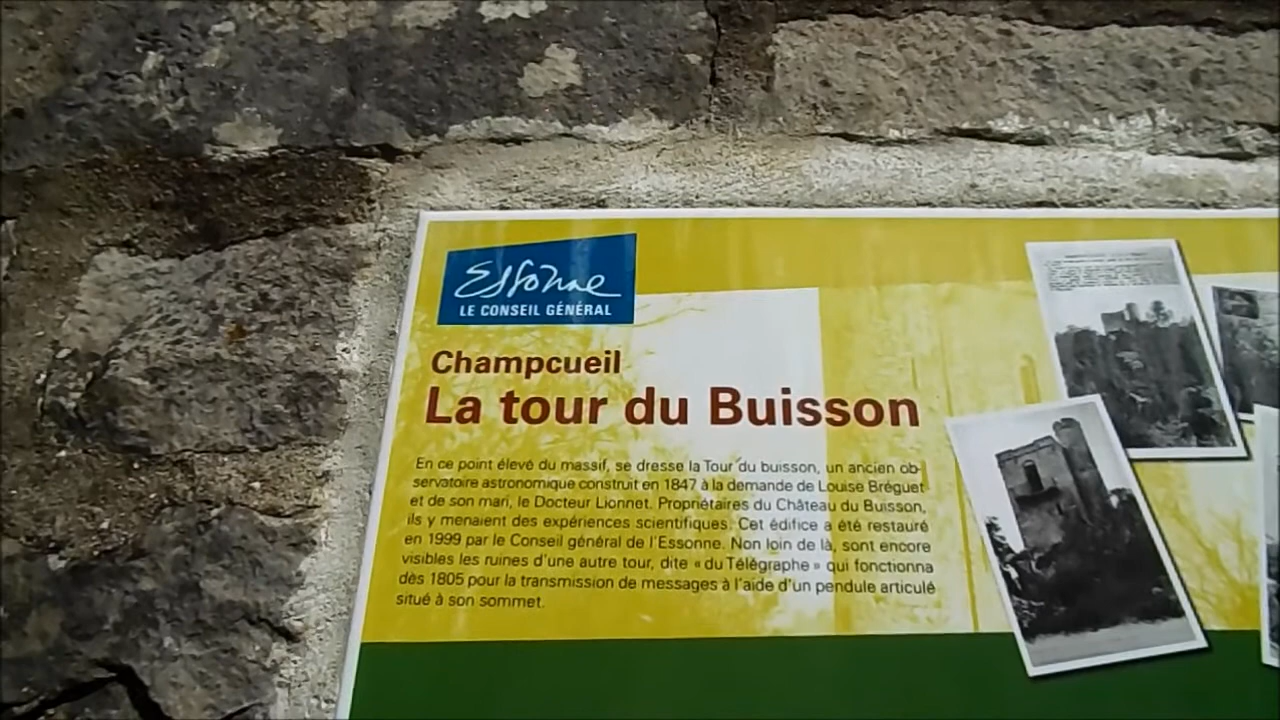 Essonne
LE CONSEIL GÉNÉRAL
Champcueil
La tour du Buisson
En ce point élevé du massif, se dresse la Tour du buisson, un ancien ob-
servatoire astronomique construit en 1847 à la demande de Louise Bréguet
et de son mari, le Docteur Lionnet. Propriétaires du Château du Buisson,
ils y menaient des expériences scientifiques. Cet édifice a été restauré
en 1999 par le Conseil général de l'Essonne. Non loin de là, sont encore
visibles les ruines d'une autre tour, dite « du Télégraphe » qui fonctionna
dès 1805 pour la transmission de messages à l'aide d'un pendule articulé
situé à son sommet.